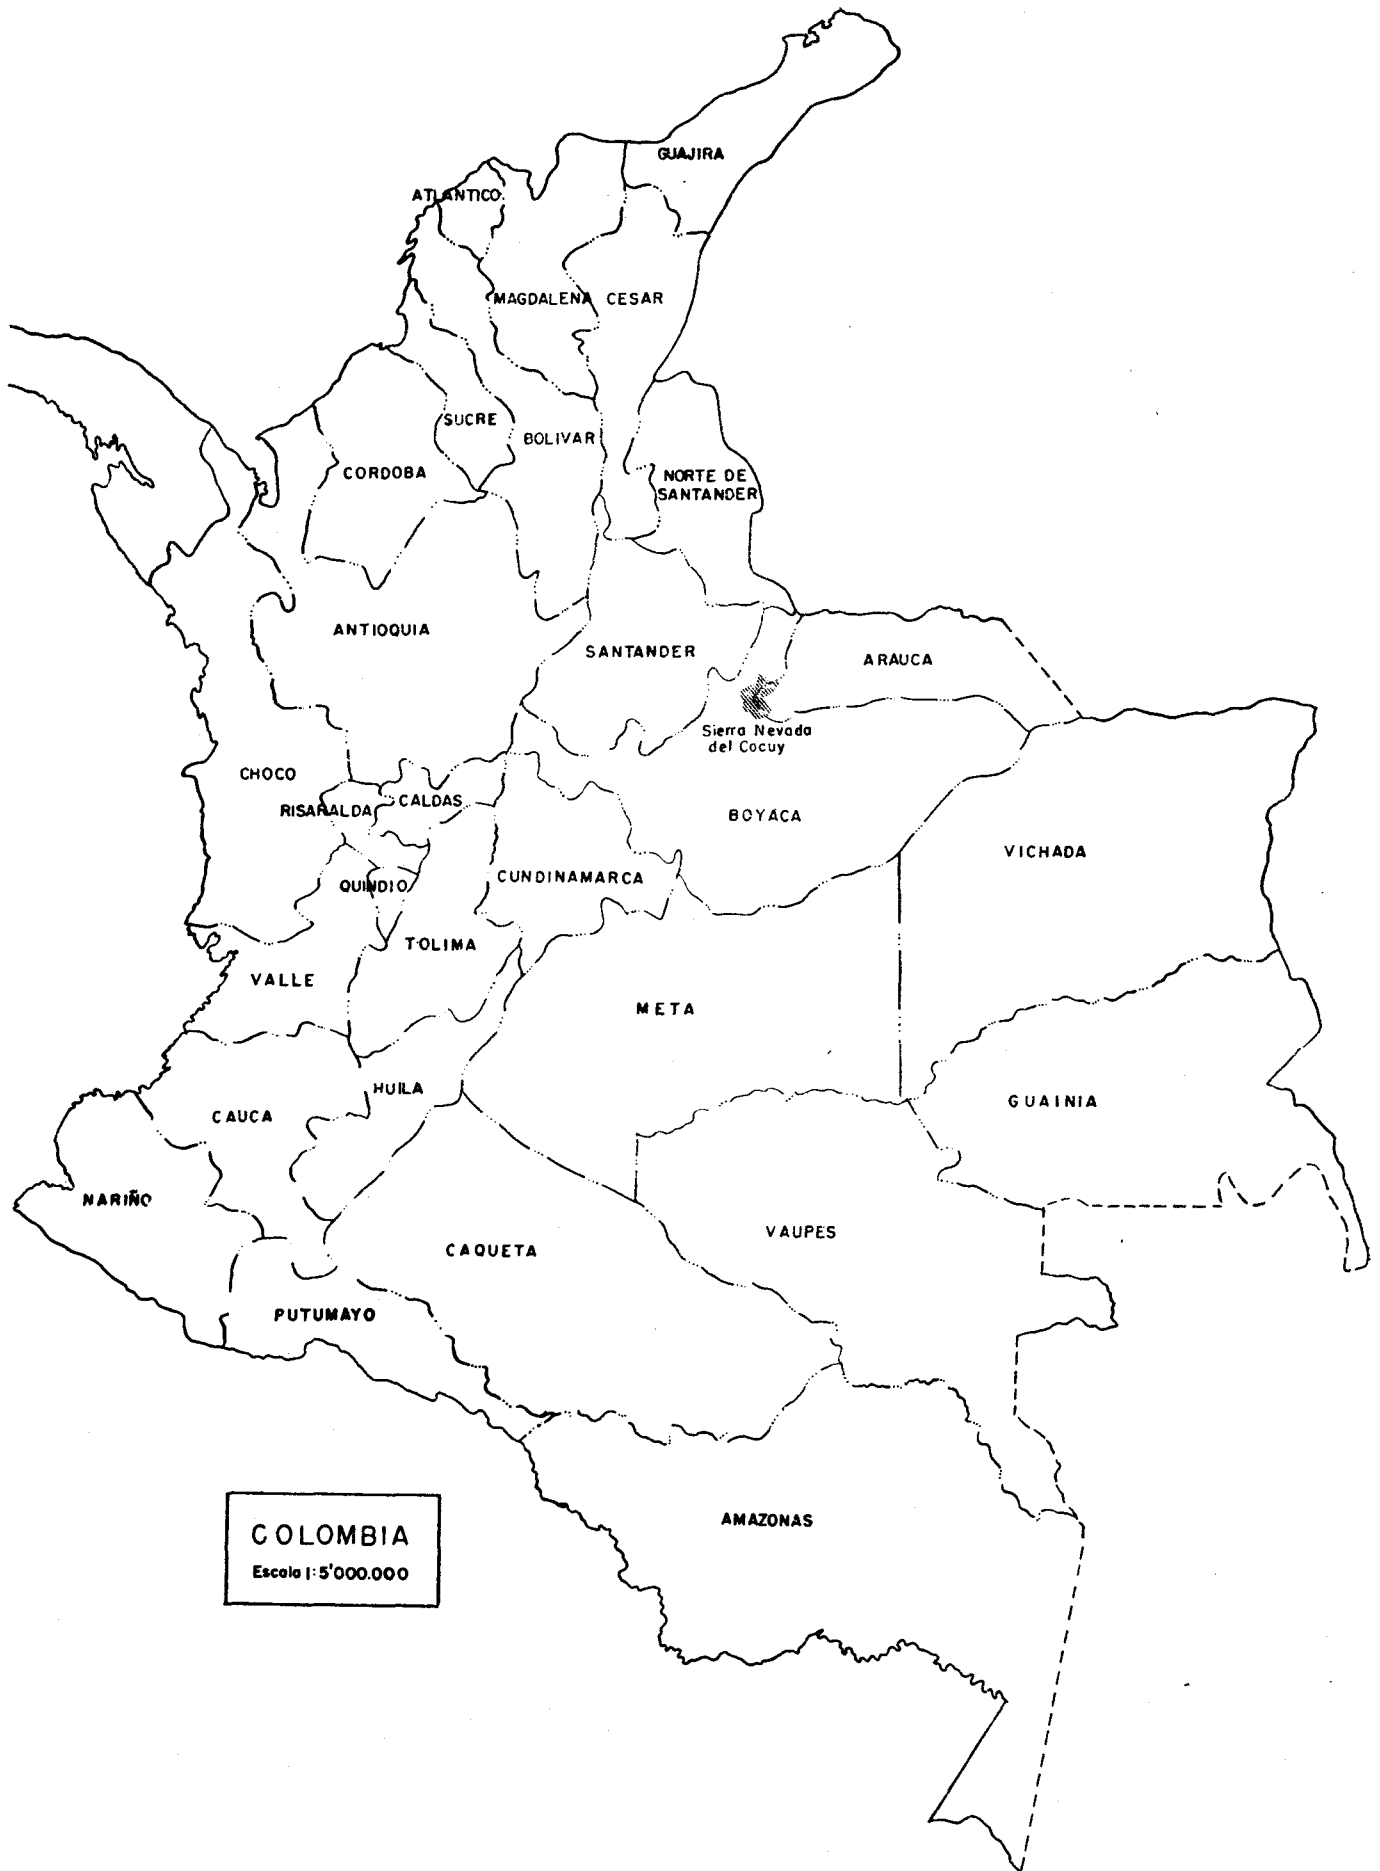 GUAJIRA
ATLANTICO
MAGDALENA
CESAR
SUCRE
BOLIVAR
CORDOBA
NORTE DE
SANTANDER
ANTIOQUIA
SANTANDER
ARAUCA
Sierra Nevada
del Cocuy
CHOCO
RISARALDA
CALDAS
BOYACA
VICHADA
QUINDIO
CUNDINAMARCA
TOLIMA
VALLE
META
HUILA
CAUCA
GUAINIA
NARIÑO
VAUPES
CAQUETA
PUTUMAYO
AMAZONAS
COLOMBIA
Escala 1:5'000.000